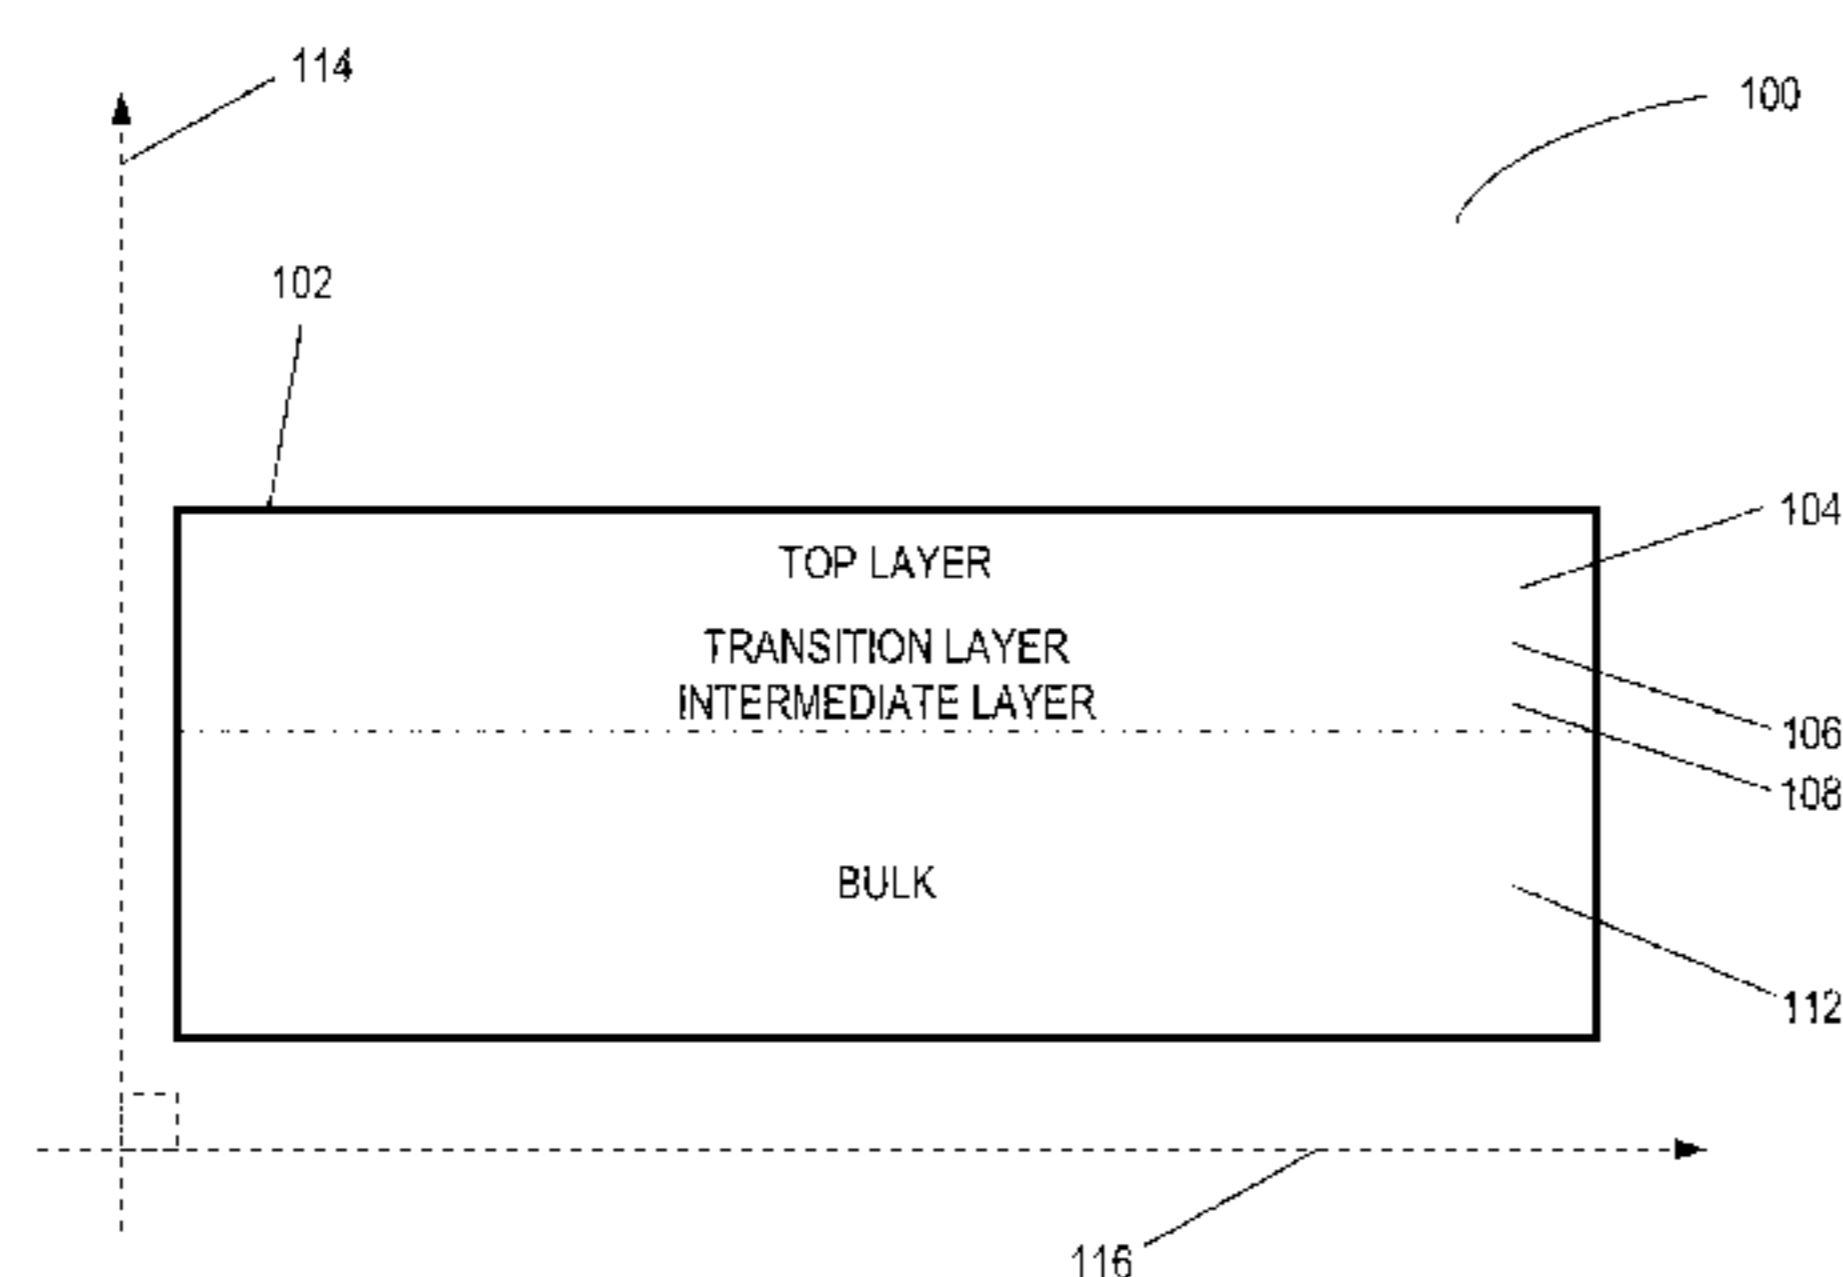 114
100
102
104
TOP LAYER
TRANSITION LAYER
INTERMEDIATE LAYER
106
108
BULK
112
116